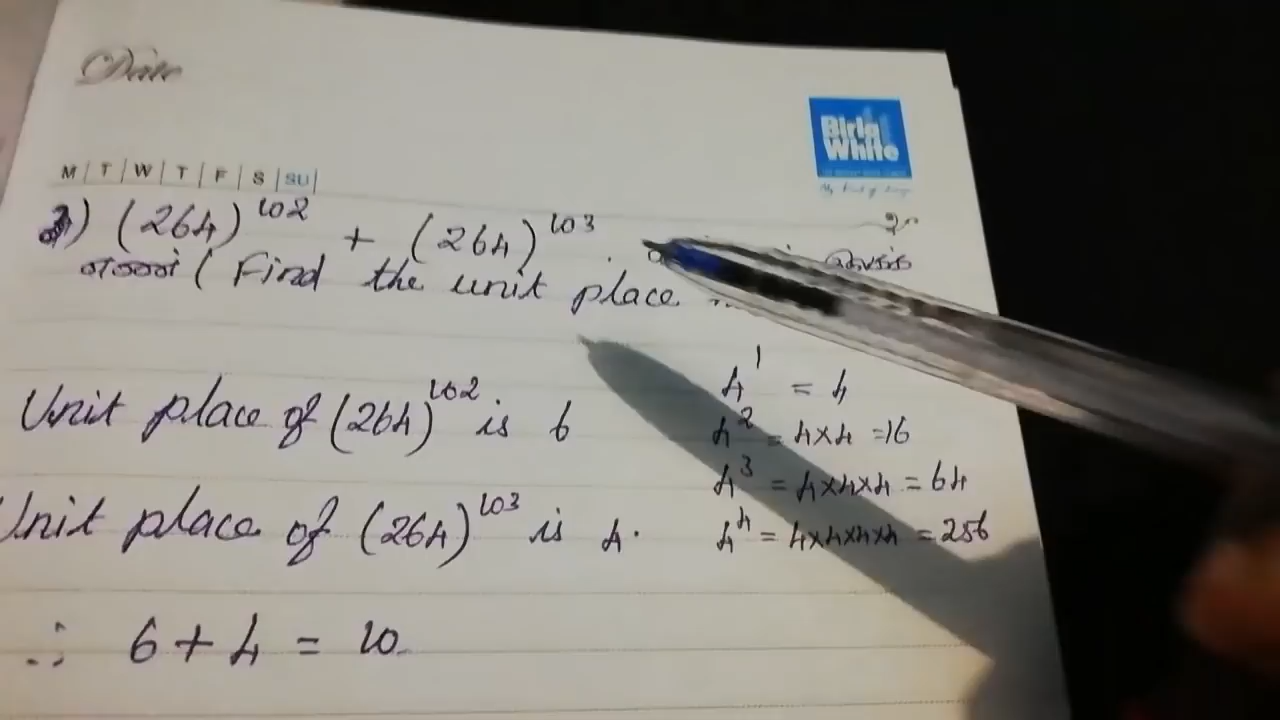 Date
M | T | W | T | F | S | SU |
Birla White
2) (264)^102 + (264)^103
( Find the unit place
Unit place of (264)^102 is 6
Unit place of (264)^103 is 4.
∴ 6 + 4 = 10
4^1 = 4
4^2 = 4×4 = 16
4^3 = 4×4×4 = 64
4^4 = 4×4×4×4 = 256